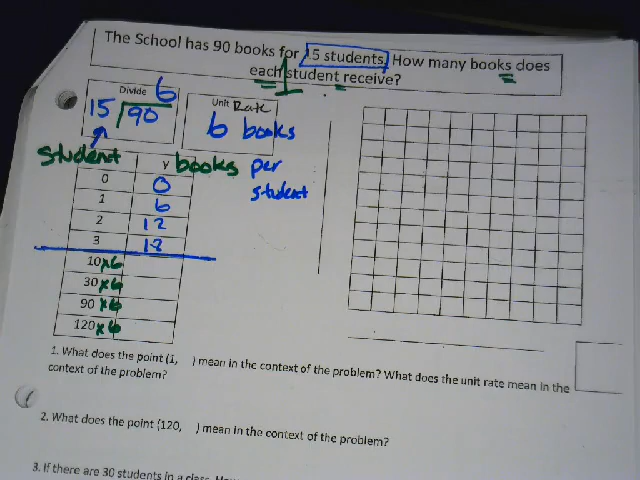 The School has 90 books for 15 students. How many books does
each student receive?
Divide 6
15 90
Unit Rate
6 books
per
student
student
y books
0 0
1 6
2 12
3 18
10 x6
30 x6
90 x6
120 x6
1. What does the point (1, ) mean in the context of the problem? What does the unit rate mean in the
context of the problem?
2. What does the point (120, ) mean in the context of the problem?
3. If there are 30 students in a class.